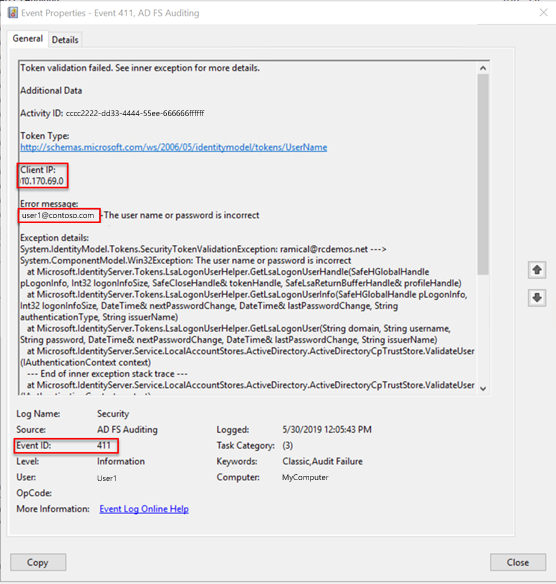 Event Properties - Event 411, AD FS Auditing
General Details
Token validation failed. See inner exception for more details.
Additional Data
Activity ID: cccc2222-dd33-4444-55ee-666666ffffff
Token Type:
http://schemas.microsoft.com/ws/2006/05/identitymodel/tokens/UserName
Client IP:
10.170.69.0
Error message:
user1@contoso.com -The user name or password is incorrect
Exception details:
System.IdentityModel.Tokens.SecurityTokenValidationException: ramical@rcdemos.net --->
System.ComponentModel.Win32Exception: The user name or password is incorrect
at Microsoft.IdentityServer.Tokens.LsaLogonUserHelper.GetLsaLogonUserHandle(SafeHGlobalHandle
pLogonInfo, Int32 logonInfoSize, SafeCloseHandle& tokenHandle, SafeLsaReturnBufferHandle& profileHandle)
at Microsoft.IdentityServer.Tokens.LsaLogonUserHelper.GetLsaLogonUserInfo(SafeHGlobalHandle pLogonInfo,
Int32 logonInfoSize, DateTime& nextPasswordChange, DateTime& lastPasswordChange, String
authenticationType, String issuerName)
at Microsoft.IdentityServer.Tokens.LsaLogonUserHelper.GetLsaLogonUser(String domain, String username,
String password, DateTime& nextPasswordChange, DateTime& lastPasswordChange, String issuerName)
at Microsoft.IdentityServer.Service.LocalAccountStores.ActiveDirectory.ActiveDirectoryCpTrustStore.ValidateUser
(IAuthenticationContext context)
--- End of inner exception stack trace ---
at Microsoft.IdentityServer.Service.LocalAccountStores.ActiveDirectory.ActiveDirectoryCpTrustStore.ValidateUser
Log Name: Security
Source: AD FS Auditing Logged: 5/30/2019 12:05:43 PM
Event ID: 411 Task Category: (3)
Level: Information Keywords: Classic,Audit Failure
User: User1 Computer: MyComputer
OpCode:
More Information: Event Log Online Help
Copy Close